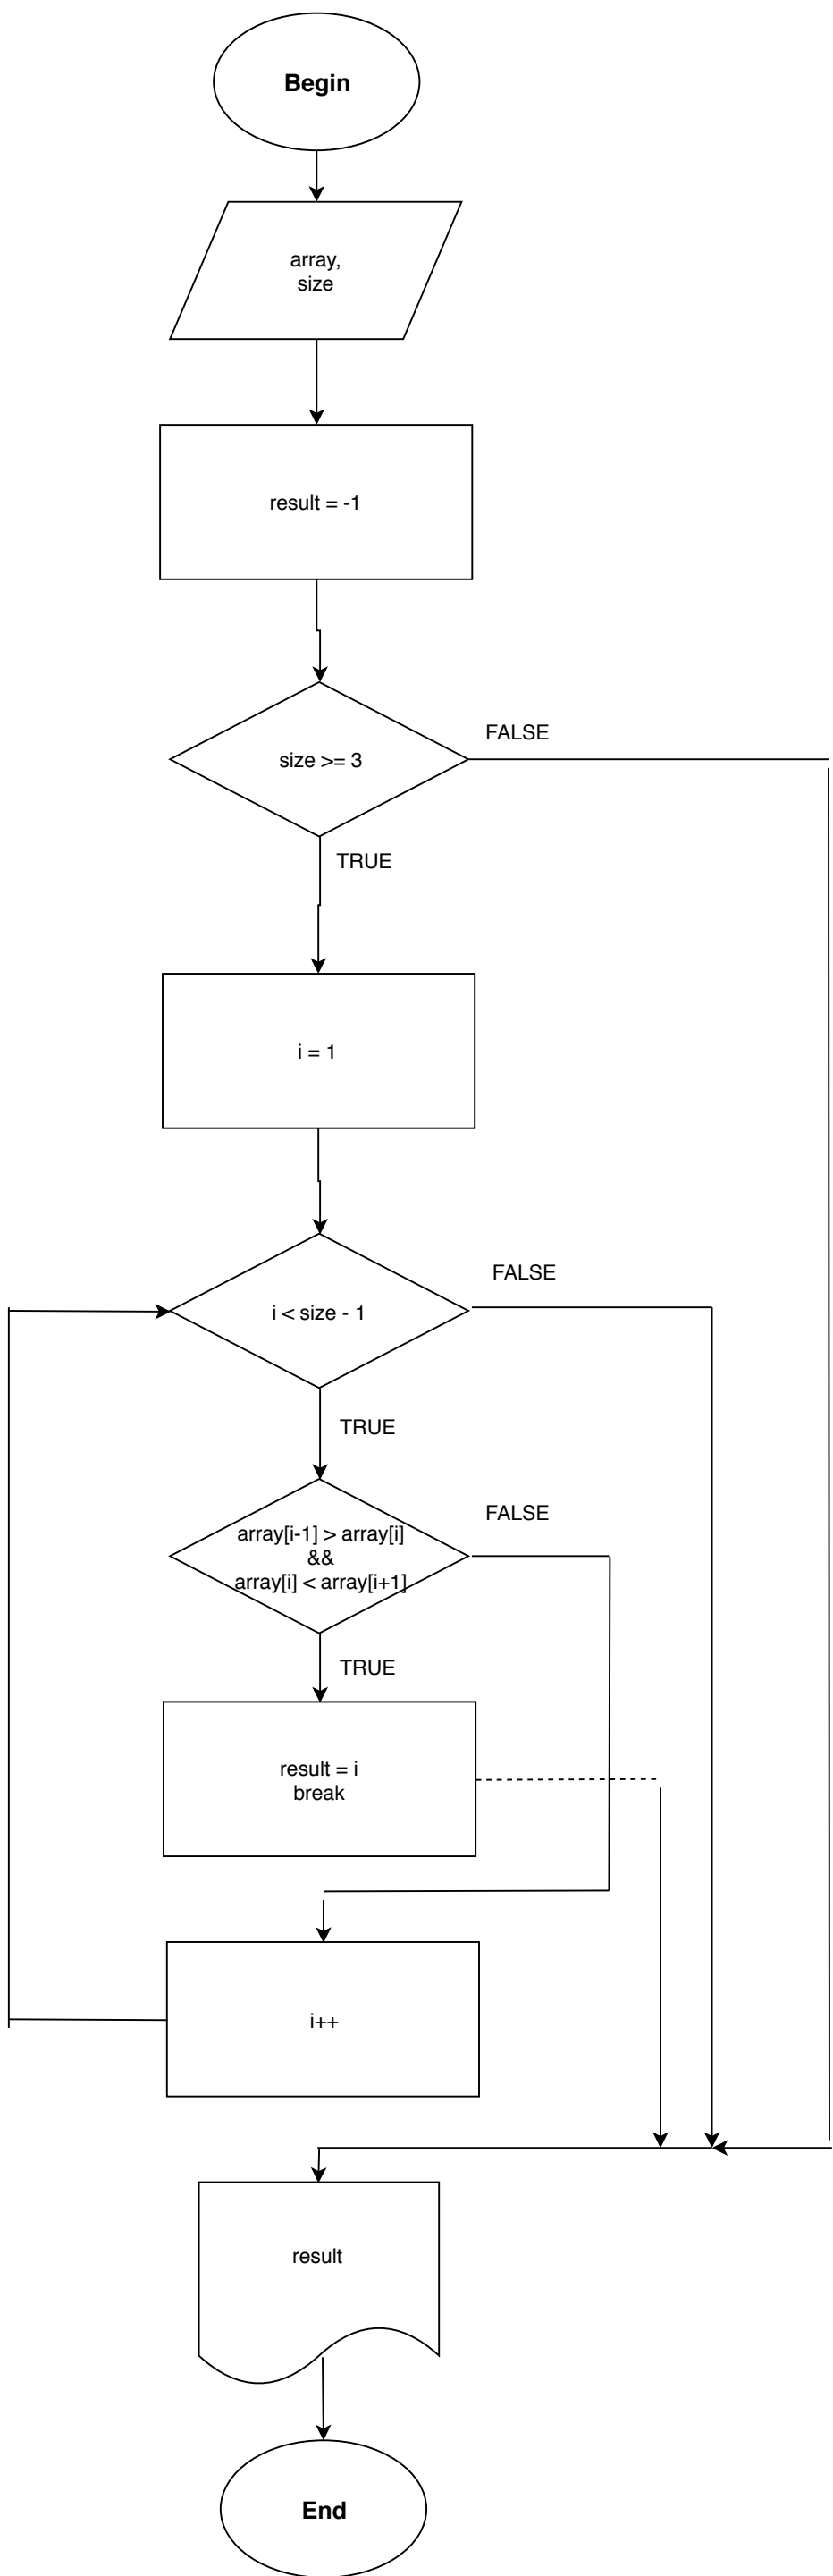 Begin
array,
size
result = -1
size >= 3
FALSE
TRUE
i = 1
i < size - 1
FALSE
TRUE
array[i-1] > array[i]
&&
array[i] < array[i+1]
FALSE
TRUE
result = i
break
i++
result
End